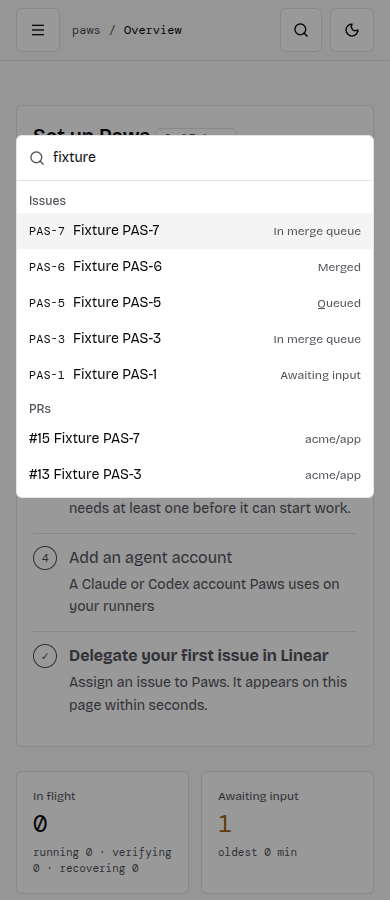 paws / Overview
Set up Paws
fixture
Issues
PAS-7 Fixture PAS-7 In merge queue
PAS-6 Fixture PAS-6 Merged
PAS-5 Fixture PAS-5 Queued
PAS-3 Fixture PAS-3 In merge queue
PAS-1 Fixture PAS-1 Awaiting input
PRs
#15 Fixture PAS-7 acme/app
#13 Fixture PAS-3 acme/app
needs at least one before it can start work.
4 Add an agent account
A Claude or Codex account Paws uses on
your runners
✓ Delegate your first issue in Linear
Assign an issue to Paws. It appears on this
page within seconds.
In flight
0
running 0 · verifying
0 · recovering 0
Awaiting input
1
oldest 0 min